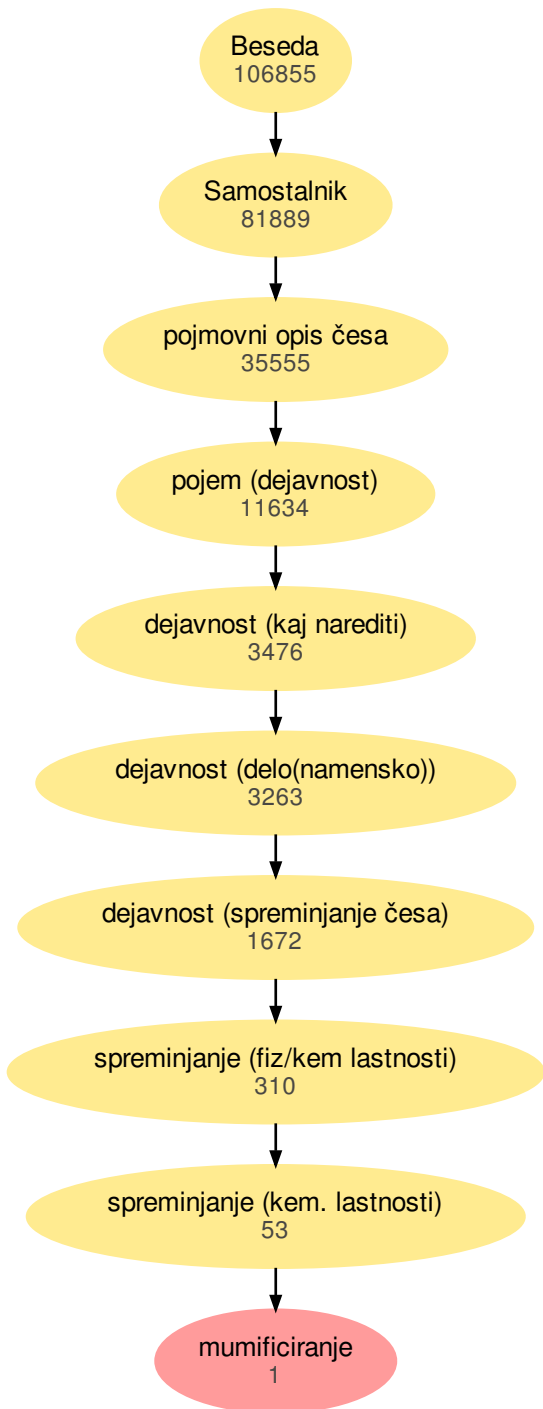 Beseda
106855
Samostalnik
81889
pojmovni opis česa
35555
pojem (dejavnost)
11634
dejavnost (kaj narediti)
3476
dejavnost (delo(namensko))
3263
dejavnost (spreminjanje česa)
1672
spreminjanje (fiz/kem lastnosti)
310
spreminjanje (kem. lastnosti)
53
mumificiranje
1